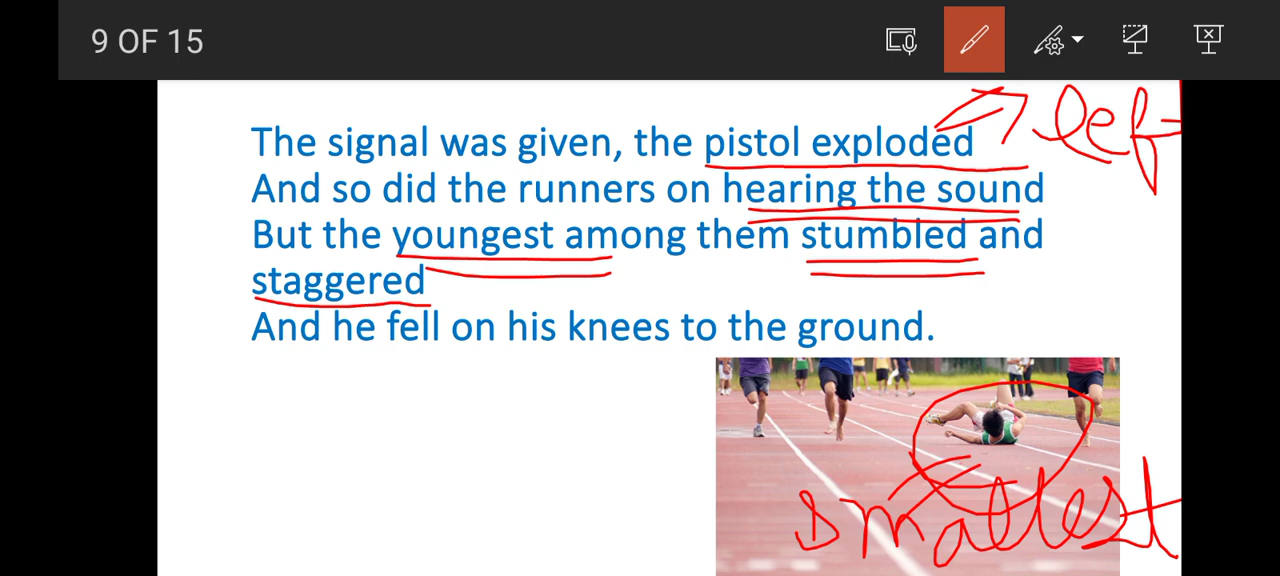 9 OF 15
left
The signal was given, the pistol exploded
And so did the runners on hearing the sound
But the youngest among them stumbled and
staggered
And he fell on his knees to the ground.
smallest